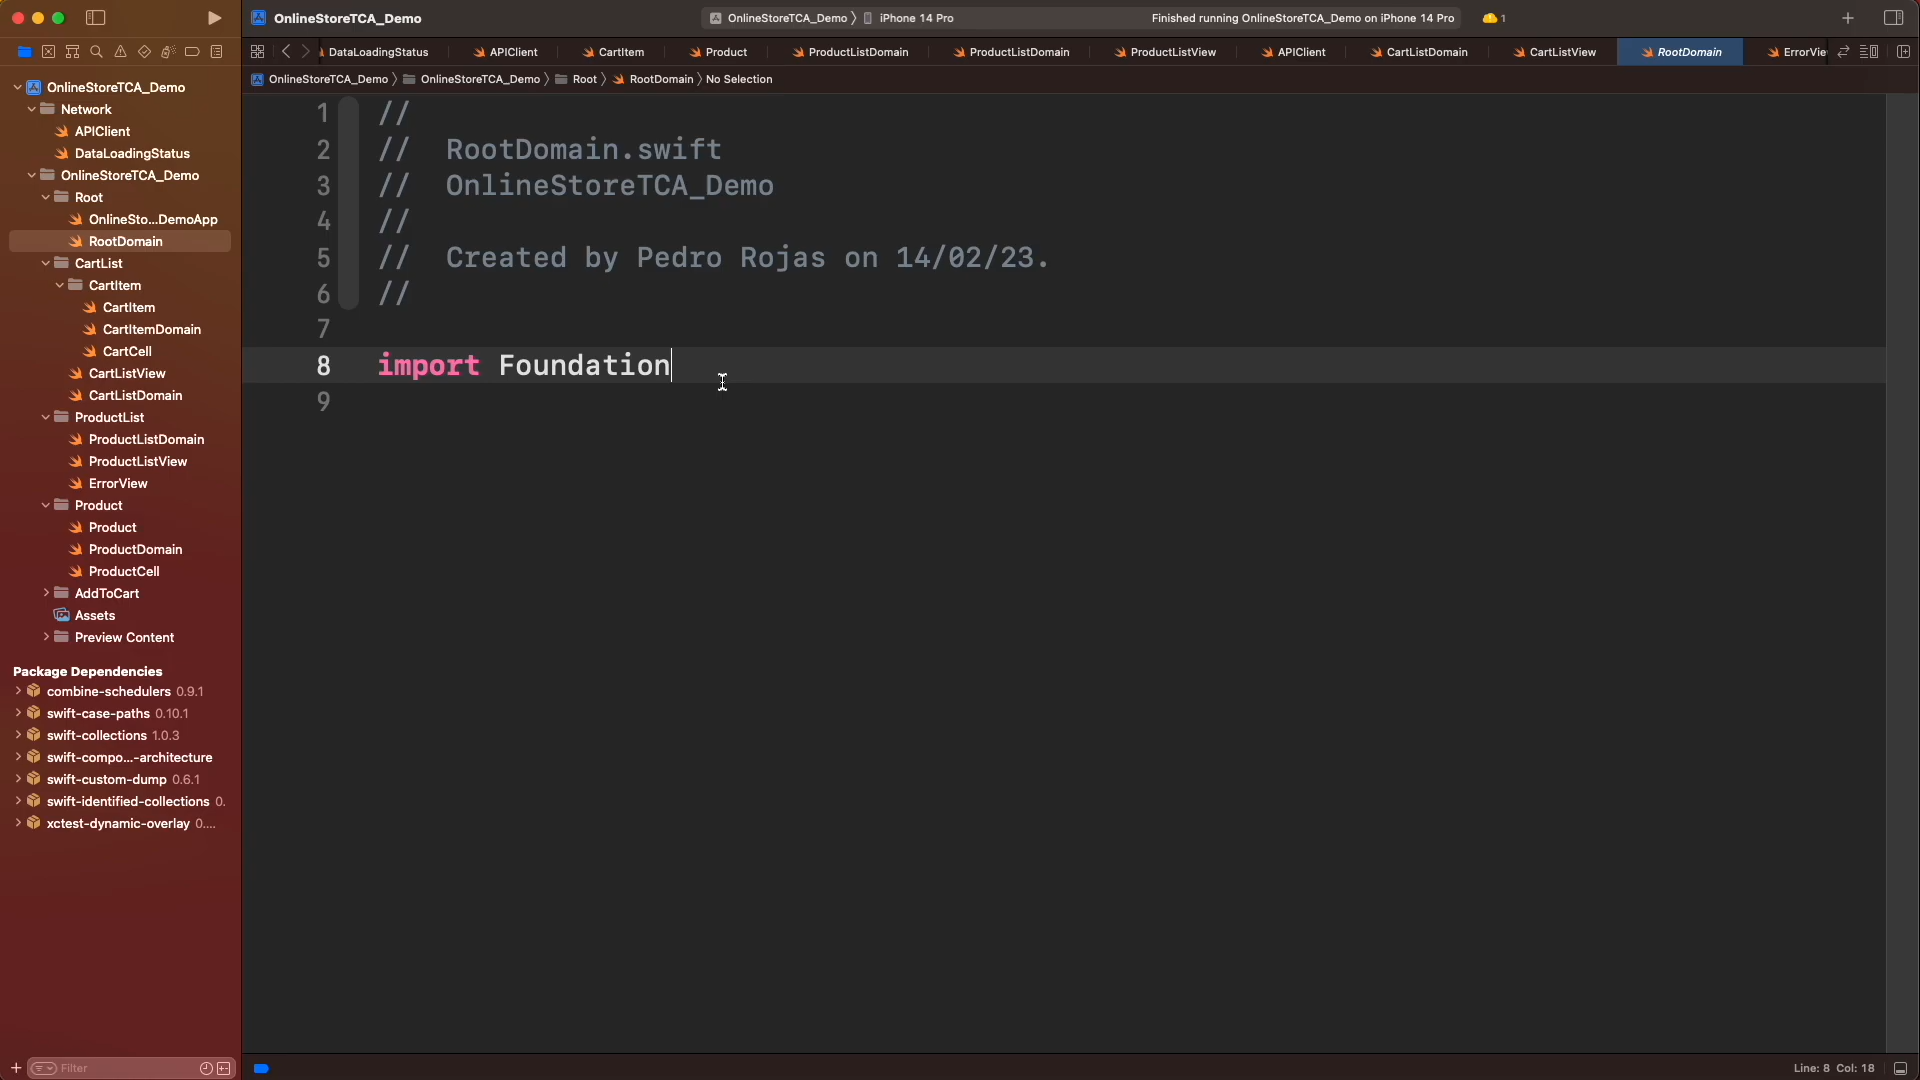 OnlineStoreTCA_Demo
OnlineStoreTCA_Demo
iPhone 14 Pro
Finished running OnlineStoreTCA_Demo on iPhone 14 Pro
1
DataLoadingStatus
APIClient
CartItem
Product
ProductListDomain
ProductListDomain
ProductListView
APIClient
CartListDomain
CartListView
RootDomain
ErrorVie
OnlineStoreTCA_Demo
OnlineStoreTCA_Demo
Root
RootDomain
No Selection
OnlineStoreTCA_Demo
Network
APIClient
DataLoadingStatus
OnlineStoreTCA_Demo
Root
OnlineSto...DemoApp
RootDomain
CartList
CartItem
CartItem
CartItemDomain
CartCell
CartListView
CartListDomain
ProductList
ProductListDomain
ProductListView
ErrorView
Product
Product
ProductDomain
ProductCell
AddToCart
Assets
Preview Content
Package Dependencies
combine-schedulers 0.9.1
swift-case-paths 0.10.1
swift-collections 1.0.3
swift-compo...-architecture
swift-custom-dump 0.6.1
swift-identified-collections 0.
xctest-dynamic-overlay 0....
Filter
1 //
2 // RootDomain.swift
3 // OnlineStoreTCA_Demo
4 //
5 // Created by Pedro Rojas on 14/02/23.
6 //
7
8 import Foundation
9
Line: 8 Col: 18